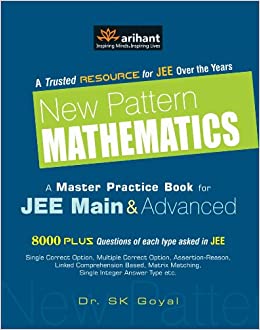 arihant
Inspiring Minds, Inspiring Lives
A Trusted RESOURCE for JEE Over the Years
New Pattern
MATHEMATICS
A Master Practice Book for
JEE Main & Advanced
8000 PLUS Questions of each type asked in JEE
Single Correct Option, Multiple Correct Option, Assertion-Reason,
Linked Comprehension Based, Matrix Matching,
Single Integer Answer Type etc.
New Pattern
Dr. SK Goyal